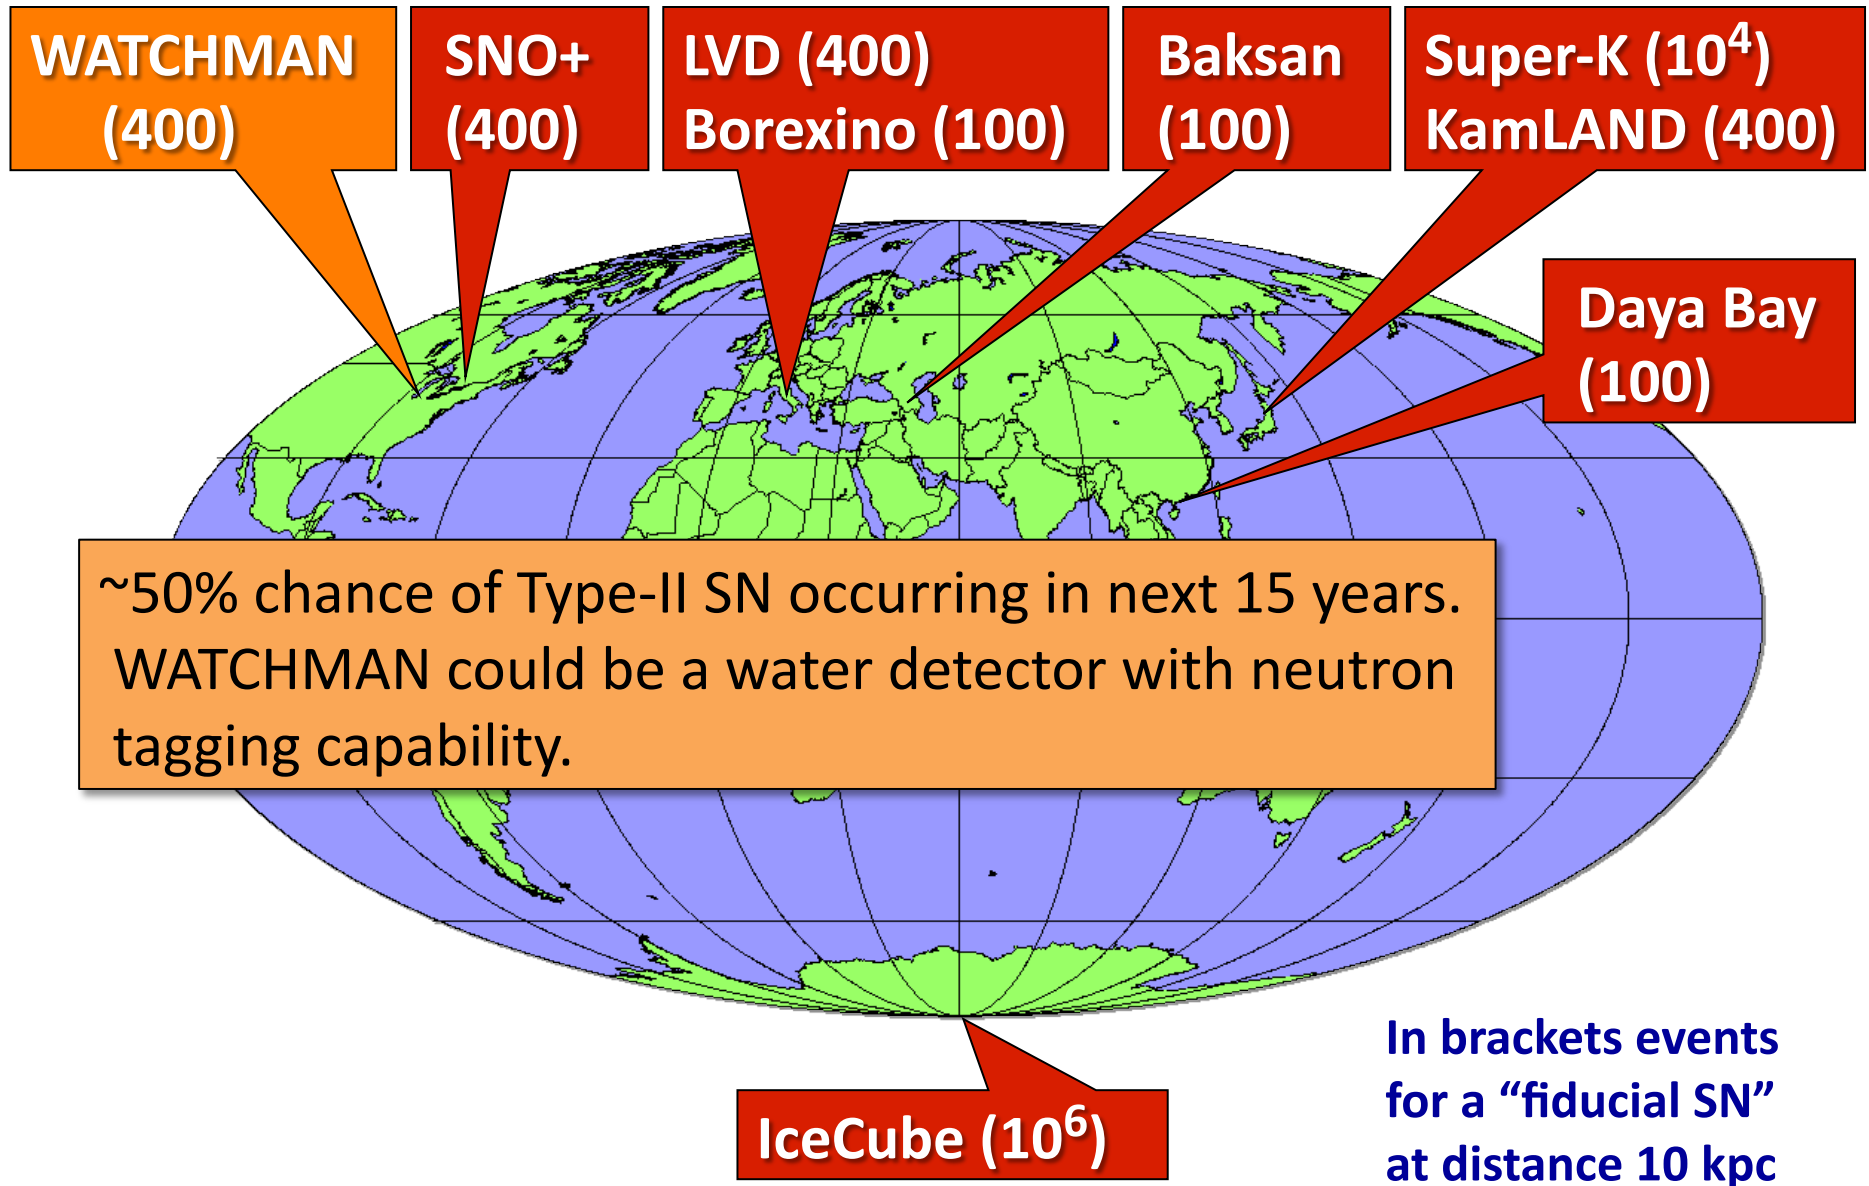 WATCHMAN
(400)
SNO+
(400)
LVD (400)
Borexino (100)
Baksan
(100)
Super-K (10⁴)
KamLAND (400)
Daya Bay
(100)
~50% chance of Type-II SN occurring in next 15 years.
WATCHMAN could be a water detector with neutron
tagging capability.
IceCube (10⁶)
In brackets events
for a “fiducial SN”
at distance 10 kpc